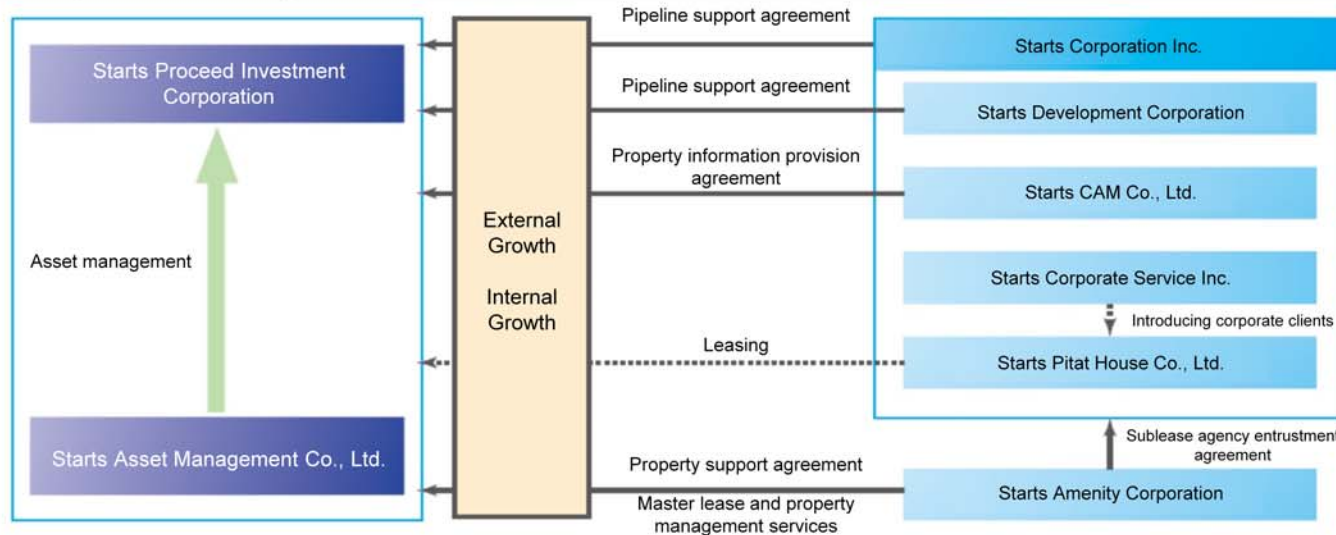 Starts Proceed Investment
Corporation
Asset management
Starts Asset Management Co., Ltd.
External
Growth
Internal
Growth
Pipeline support agreement
Pipeline support agreement
Property information provision
agreement
Leasing
Property support agreement
Master lease and property
management services
Starts Corporation Inc.
Starts Development Corporation
Starts CAM Co., Ltd.
Starts Corporate Service Inc.
Introducing corporate clients
Starts Pitat House Co., Ltd.
Sublease agency entrustment
agreement
Starts Amenity Corporation